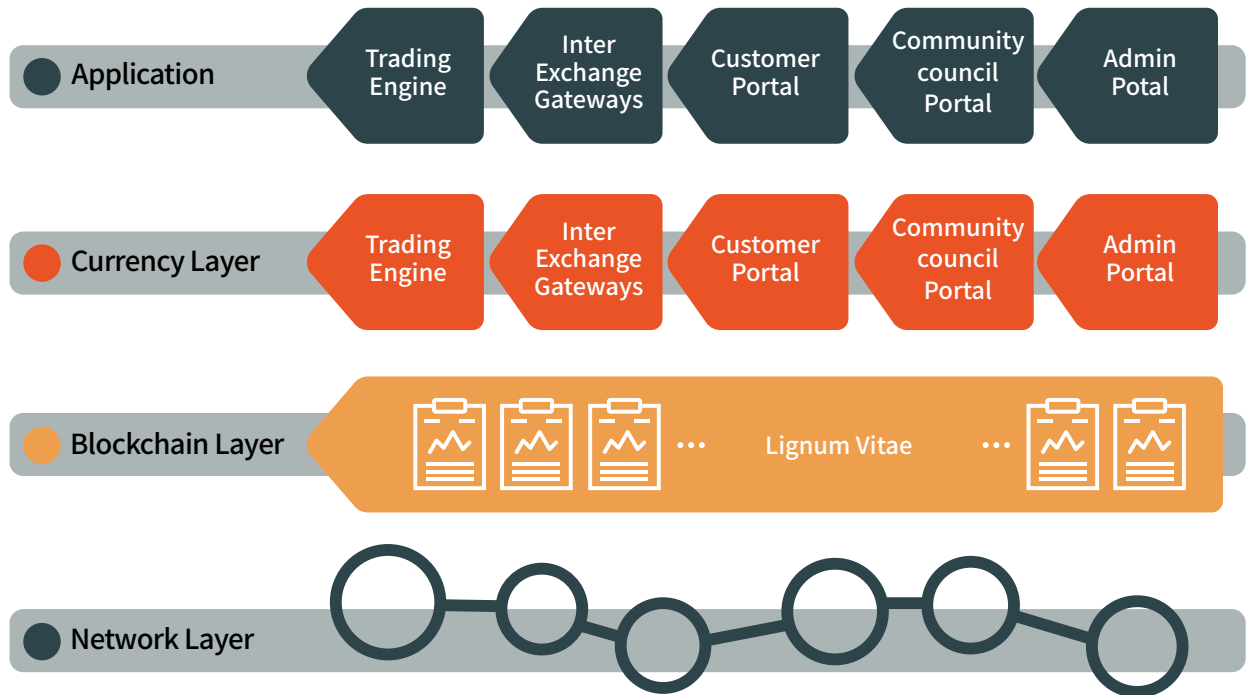 Application
Trading
Engine
Inter
Exchange
Gateways
Customer
Portal
Community
council
Portal
Admin
Potal
Currency Layer
Trading
Engine
Inter
Exchange
Gateways
Customer
Portal
Community
council
Portal
Admin
Portal
Blockchain Layer
... Lignum Vitae ...
Network Layer